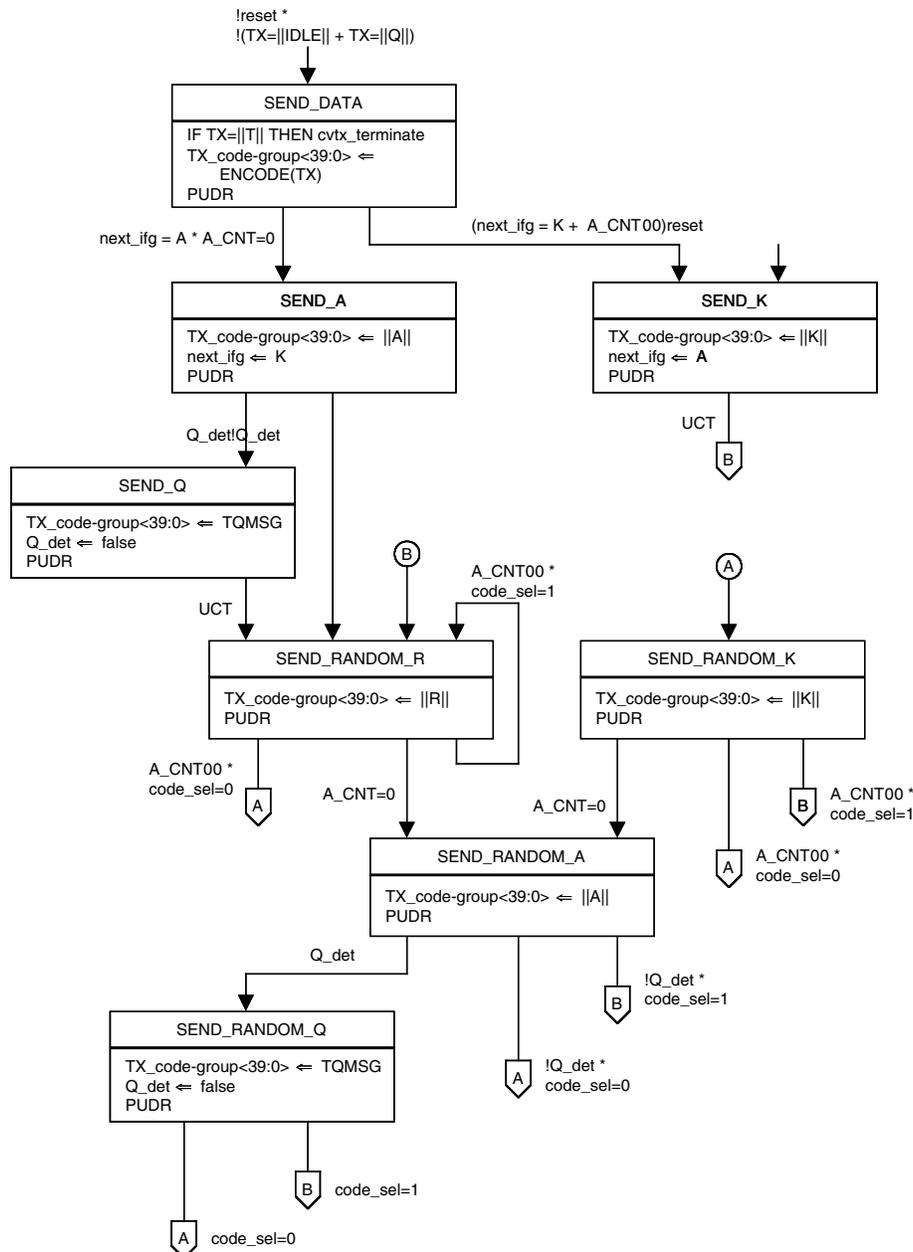 !reset *
!(TX=||IDLE|| + TX=||Q||)
SEND_DATA
IF TX=||T|| THEN cvtx_terminate
TX_code-group<39:0> ⇐
ENCODE(TX)
PUDR
next_ifg = A * A_CNT=0
(next_ifg = K + A_CNT00)reset
SEND_A
TX_code-group<39:0> ⇐ ||A||
next_ifg ⇐ K
PUDR
SEND_K
TX_code-group<39:0> ⇐ ||K||
next_ifg ⇐ A
PUDR
Q_det!Q_det
UCT
B
SEND_Q
TX_code-group<39:0> ⇐ TQMSG
Q_det ⇐ false
PUDR
UCT
B
A_CNT00 *
code_sel=1
A
SEND_RANDOM_R
TX_code-group<39:0> ⇐ ||R||
PUDR
SEND_RANDOM_K
TX_code-group<39:0> ⇐ ||K||
PUDR
A_CNT00 *
code_sel=0
A
A_CNT=0
A_CNT=0
B
A_CNT00 *
code_sel=1
A
A_CNT00 *
code_sel=0
SEND_RANDOM_A
TX_code-group<39:0> ⇐ ||A||
PUDR
Q_det
B
!Q_det *
code_sel=1
A
!Q_det *
code_sel=0
SEND_RANDOM_Q
TX_code-group<39:0> ⇐ TQMSG
Q_det ⇐ false
PUDR
B
code_sel=1
A
code_sel=0